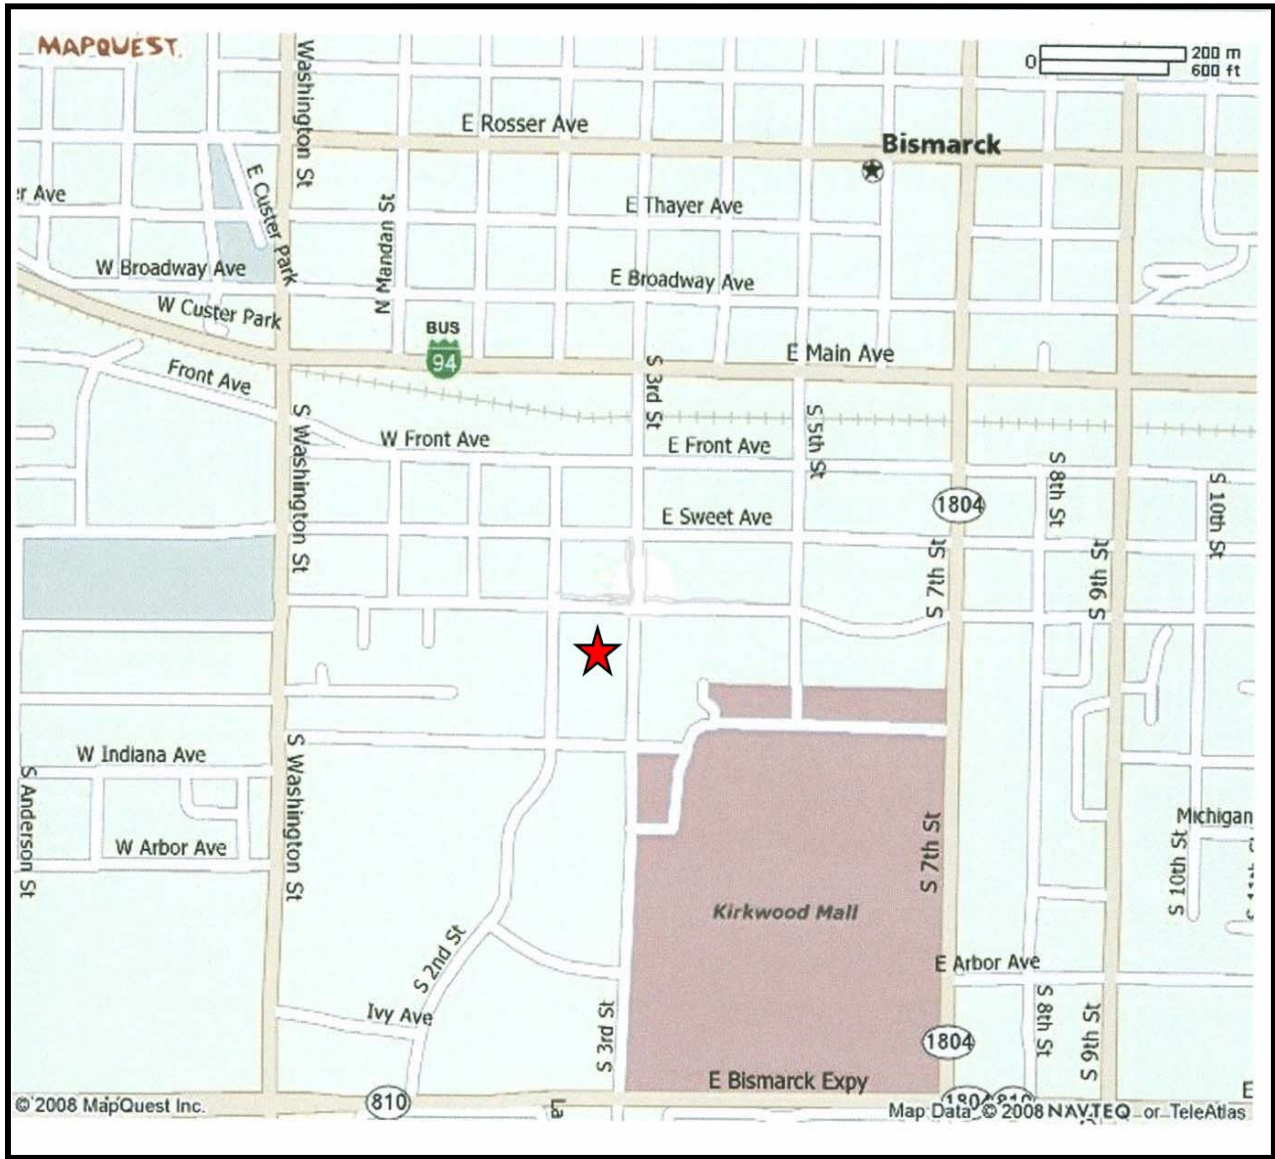 MAPQUEST.
0
200 m
600 ft
Washington St
E Rosser Ave
Bismarck
E Custer Park
er Ave
N Mandan St
E Thayer Ave
W Broadway Ave
E Broadway Ave
W Custer Park
BUS
94
E Main Ave
S 3rd St
Front Ave
S Washington St
W Front Ave
E Front Ave
S 5th St
S 8th St
S 10th St
1804
E Sweet Ave
S 7th St
S 9th St
W Indiana Ave
S Washington St
S Anderson St
Michigan
S 7th St
S 10th St
W Arbor Ave
Kirkwood Mall
S 2nd St
E Arbor Ave
Ivy Ave
S 3rd St
S 8th St
S 9th St
1804
E Bismarck Expy
E
© 2008 MapQuest Inc.
810
La
1804
810
Map Data © 2008 NAVTEQ or TeleAtlas